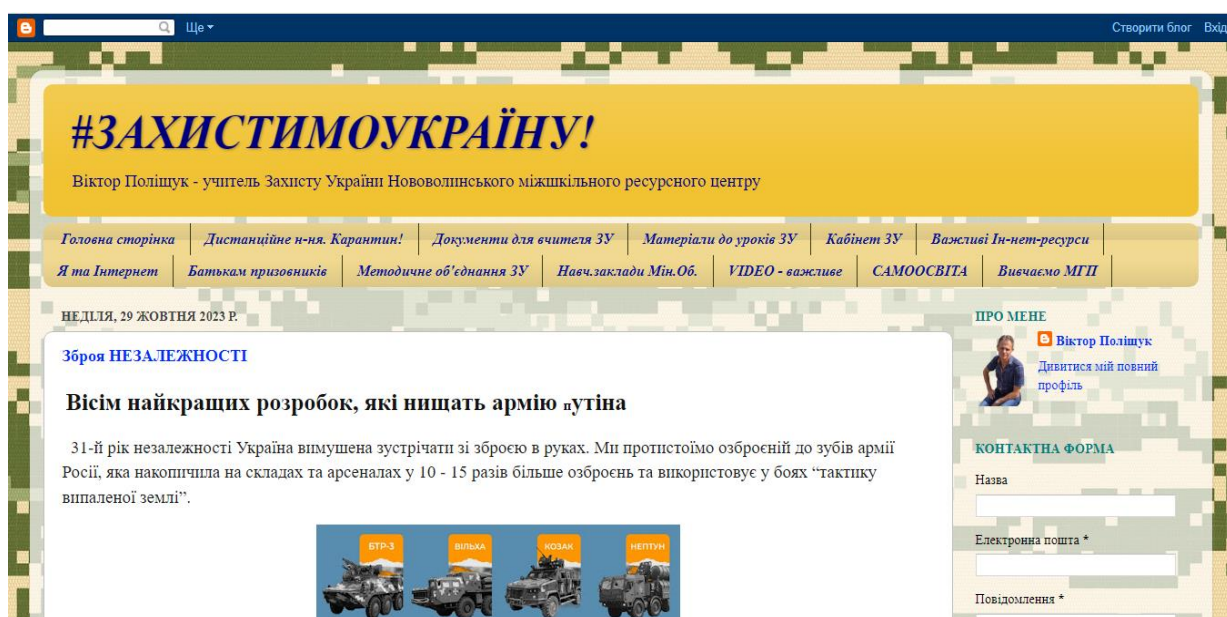 Ще
Створити блог Вхід
#ЗАХИСТИМОУКРАЇНУ!
Віктор Поліщук - учитель Захисту України Нововолинського міжшкільного ресурсного центру
Головна сторінка Дистанційне н-ня. Карантин! Документи для вчителя ЗУ Матеріали до уроків ЗУ Кабінет ЗУ Важливі Ін-нет-ресурси
Я та Інтернет Батькам призовників Методичне об'єднання ЗУ Навч.заклади Мін.Об. VIDEO - важливе САМООСВІТА Вивчаємо МГП
НЕДІЛЯ, 29 ЖОВТНЯ 2023 Р.
Зброя НЕЗАЛЕЖНОСТІ
Вісім найкращих розробок, які нищать армію путіна
31-й рік незалежності Україна вимушена зустрічати зі зброєю в руках. Ми протистоїмо озброєній до зубів армії
Росії, яка накопичила на складах та арсеналах у 10 - 15 разів більше озброєнь та використовує у боях “тактику
випаленої землі”.
БТР-3 ВІЛЬХА КОЗАК НЕПТУН
ПРО МЕНЕ
Віктор Поліщук
Дивитися мій повний
профіль
КОНТАКТНА ФОРМА
Назва
Електронна пошта *
Повідомлення *